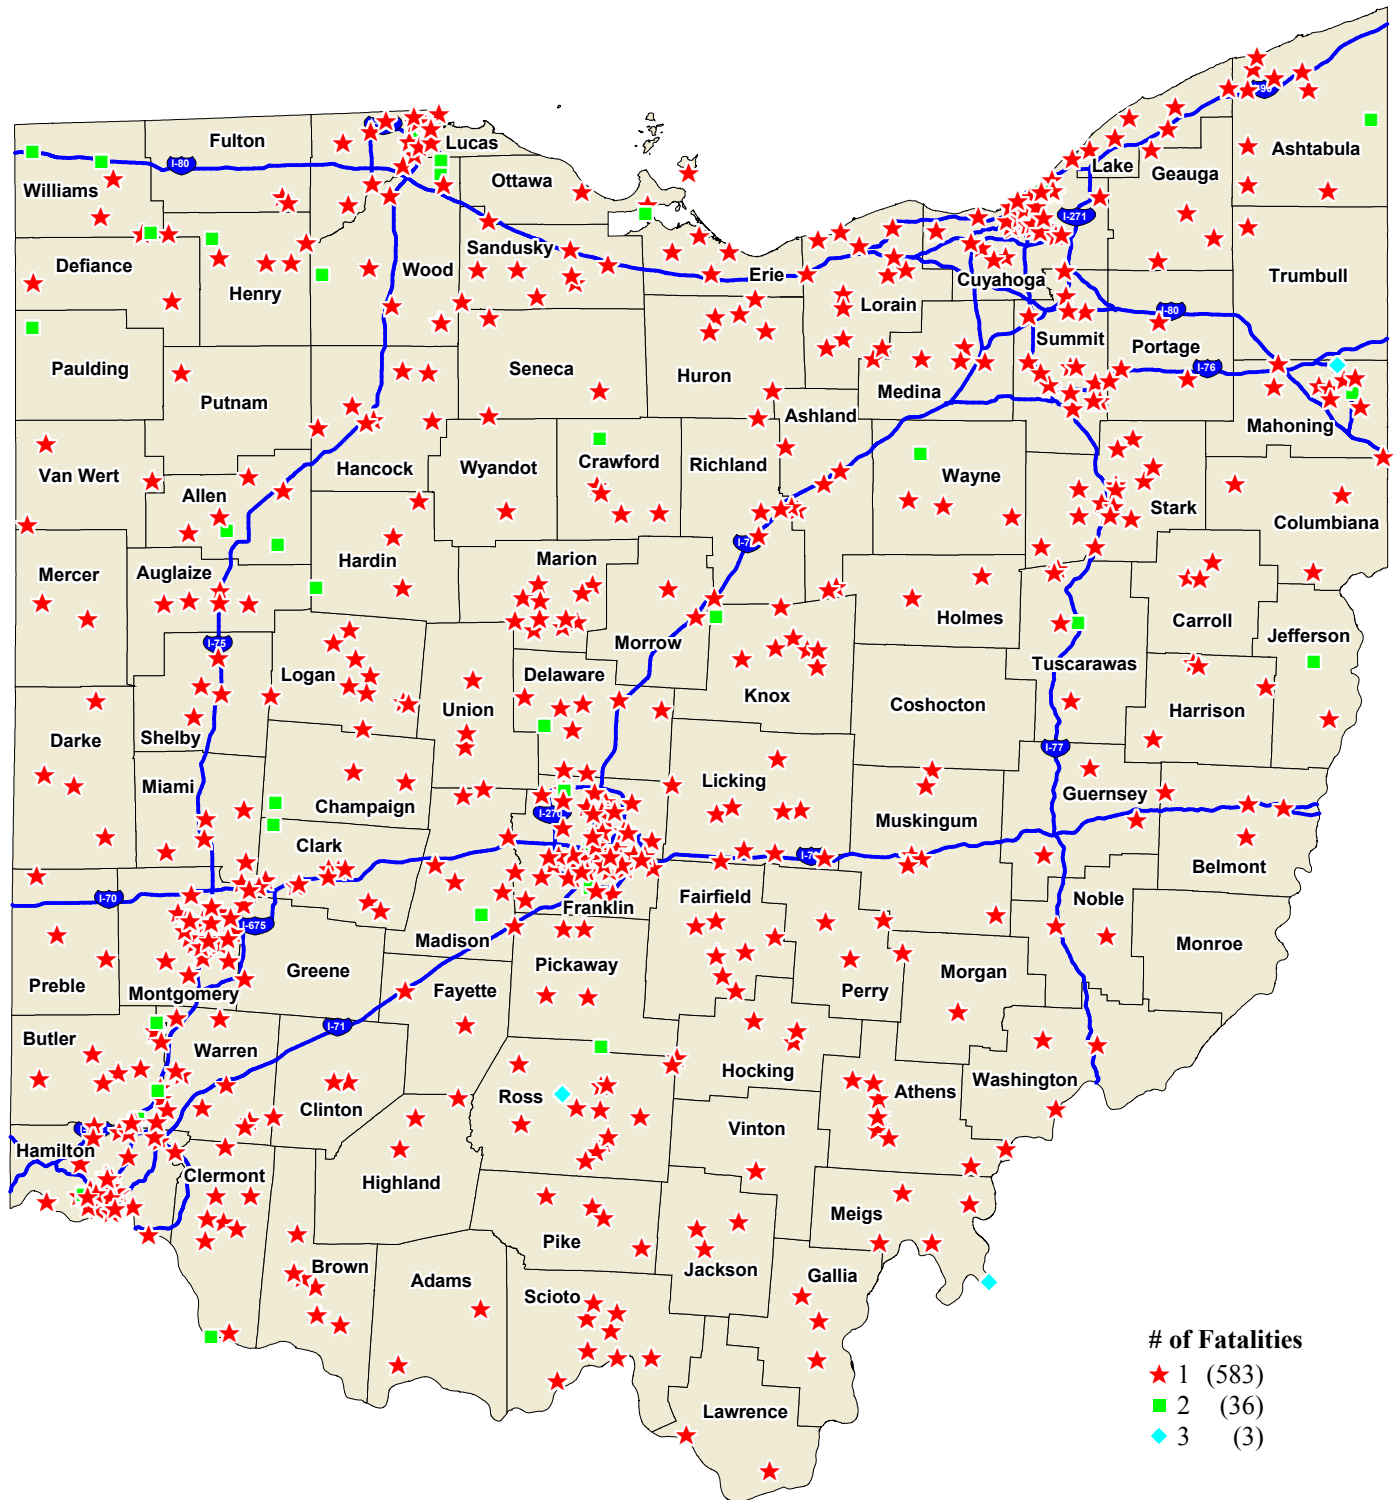 Fulton
Lucas
Ottawa
Williams
I-80
Lake
Geauga
Ashtabula
I-271
Defiance
Henry
Wood
Sandusky
Erie
Lorain
Cuyahoga
Trumbull
I-80
Summit
Portage
I-76
Paulding
Putnam
Seneca
Huron
Medina
Ashland
Mahoning
Van Wert
Allen
Hancock
Wyandot
Crawford
Richland
Wayne
Stark
Columbiana
Mercer
Auglaize
Hardin
Marion
Holmes
Carroll
Jefferson
I-75
Logan
Morrow
Delaware
Knox
Tuscarawas
Union
Coshocton
Harrison
Darke
Shelby
I-77
Miami
Champaign
Licking
Guernsey
Muskingum
I-270
Clark
Belmont
I-70
Franklin
Fairfield
Noble
I-675
Madison
Monroe
Preble
Montgomery
Greene
Pickaway
Fayette
Perry
Morgan
I-71
Butler
Warren
Hocking
Washington
Ross
Athens
Clinton
Vinton
Hamilton
Clermont
Highland
Meigs
Pike
Brown
Adams
Jackson
Gallia
Scioto
Lawrence
# of Fatalities
1 (583)
2 (36)
3 (3)